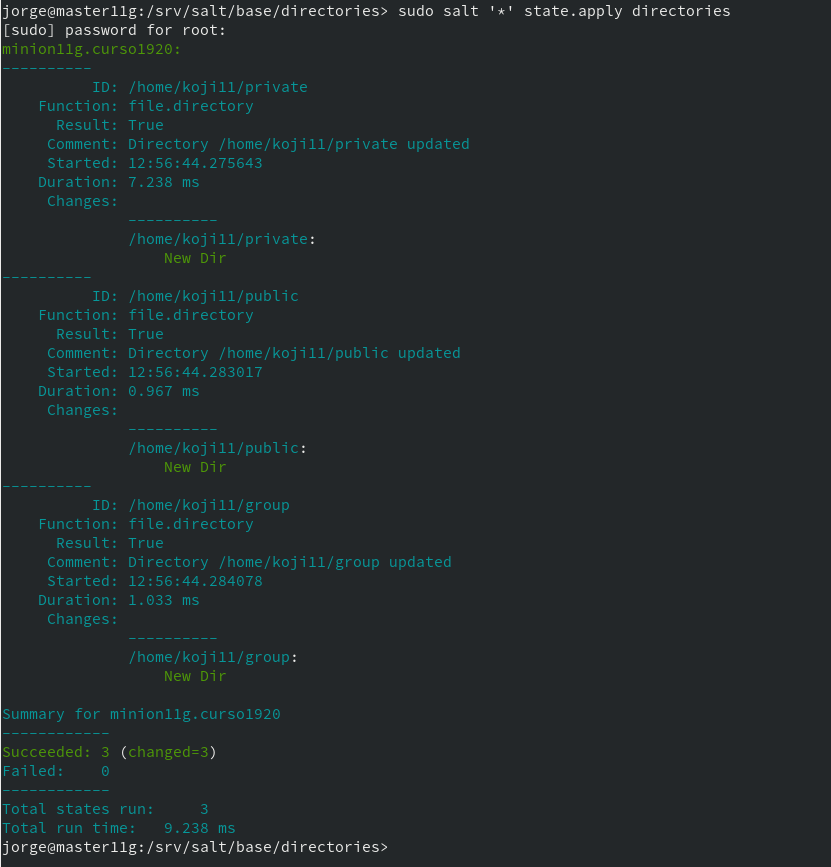 jorge@master11g:/srv/salt/base/directories> sudo salt '*' state.apply directories
[sudo] password for root:
minion11g.curso1920:
----------
          ID: /home/koji11/private
    Function: file.directory
      Result: True
     Comment: Directory /home/koji11/private updated
     Started: 12:56:44.275643
    Duration: 7.238 ms
     Changes:
              ----------
              /home/koji11/private:
                  New Dir
----------
          ID: /home/koji11/public
    Function: file.directory
      Result: True
     Comment: Directory /home/koji11/public updated
     Started: 12:56:44.283017
    Duration: 0.967 ms
     Changes:
              ----------
              /home/koji11/public:
                  New Dir
----------
          ID: /home/koji11/group
    Function: file.directory
      Result: True
     Comment: Directory /home/koji11/group updated
     Started: 12:56:44.284078
    Duration: 1.033 ms
     Changes:
              ----------
              /home/koji11/group:
                  New Dir

Summary for minion11g.curso1920
------------
Succeeded: 3 (changed=3)
Failed:    0
------------
Total states run:     3
Total run time:   9.238 ms
jorge@master11g:/srv/salt/base/directories>